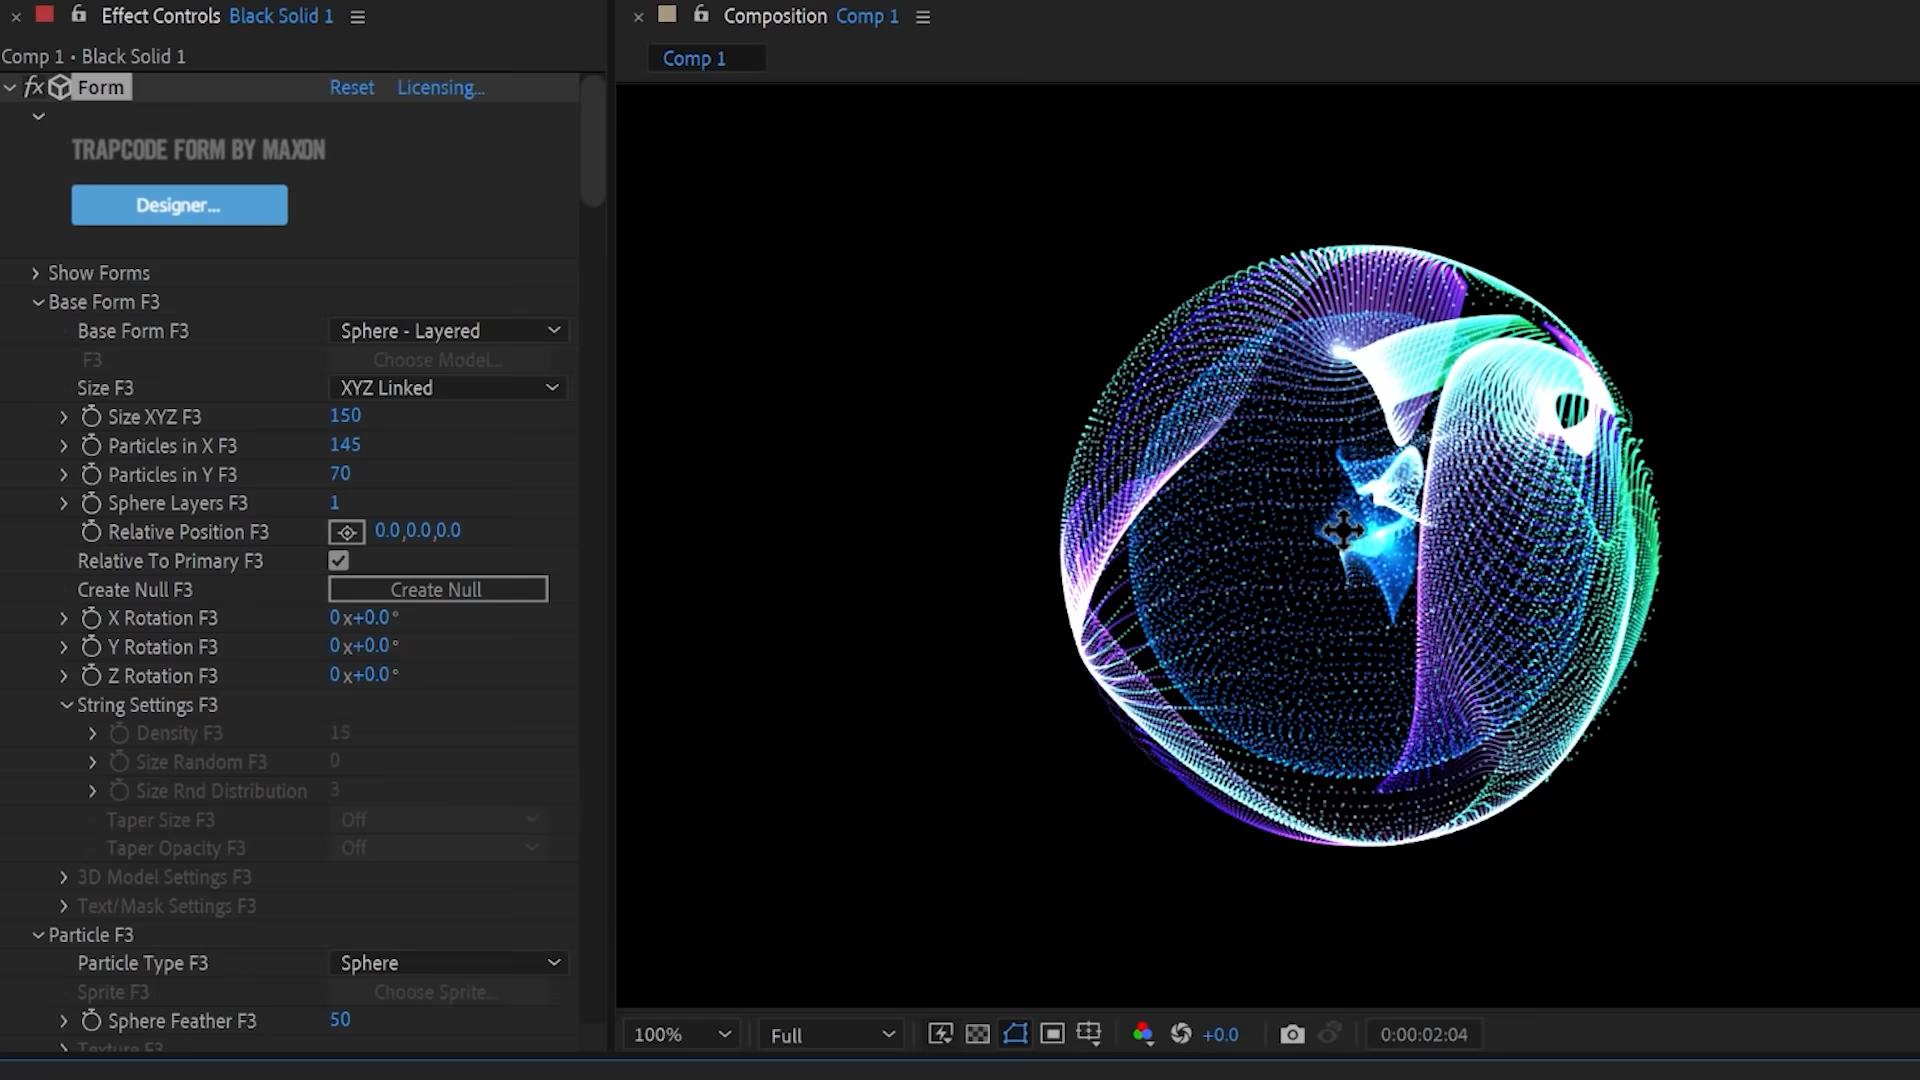 Effect Controls Black Solid 1
Comp 1 • Black Solid 1
fx Form Reset Licensing...
TRAPCODE FORM BY MAXON
Designer...
Show Forms
Base Form F3
Base Form F3 Sphere - Layered
F3 Choose Model...
Size F3 XYZ Linked
Size XYZ F3 150
Particles in X F3 145
Particles in Y F3 70
Sphere Layers F3 1
Relative Position F3 0.0,0.0,0.0
Relative To Primary F3
Create Null F3 Create Null
X Rotation F3 0x+0.0°
Y Rotation F3 0x+0.0°
Z Rotation F3 0x+0.0°
String Settings F3
Density F3 15
Size Random F3 0
Size Rnd Distribution 3
Taper Size F3 Off
Taper Opacity F3 Off
3D Model Settings F3
Text/Mask Settings F3
Particle F3
Particle Type F3 Sphere
Sprite F3 Choose Sprite...
Sphere Feather F3 50
Texture F3
Composition Comp 1
Comp 1
100% Full +0.0 0:00:02:04